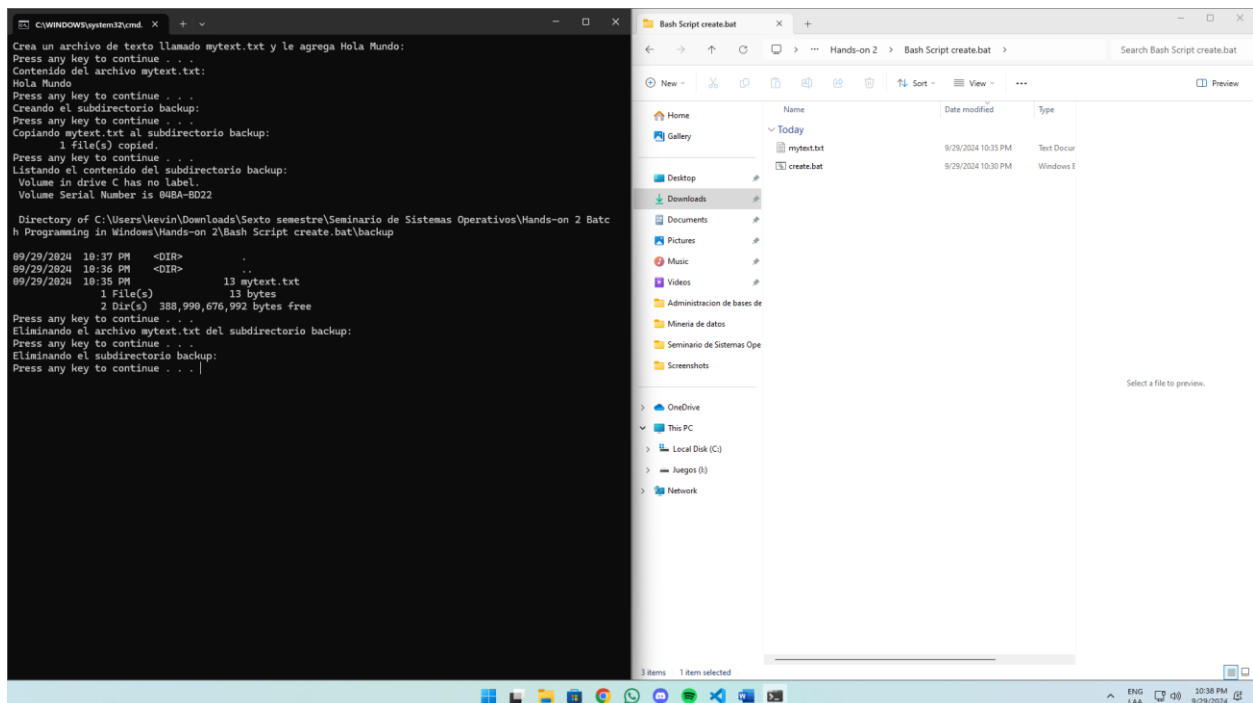 C:\WINDOWS\system32\cmd.
Crea un archivo de texto llamado mytext.txt y le agrega Hola Mundo:
Press any key to continue . . .
Contenido del archivo mytext.txt:
Hola Mundo
Press any key to continue . . .
Creando el subdirectorio backup:
Press any key to continue . . .
Copiando mytext.txt al subdirectorio backup:
1 file(s) copied.
Press any key to continue . . .
Listando el contenido del subdirectorio backup:
Volume in drive C has no label.
Volume Serial Number is 04BA-BD22
Directory of C:\Users\kevin\Downloads\Sexto semestre\Seminario de Sistemas Operativos\Hands-on 2 Batc
h Programming in Windows\Hands-on 2\Bash Script create.bat\backup
09/29/2024 10:37 PM <DIR> .
09/29/2024 10:36 PM <DIR> ..
09/29/2024 10:35 PM 13 mytext.txt
1 File(s) 13 bytes
2 Dir(s) 388,990,676,992 bytes free
Press any key to continue . . .
Eliminando el archivo mytext.txt del subdirectorio backup:
Press any key to continue . . .
Eliminando el subdirectorio backup:
Press any key to continue . . .
Bash Script create.bat
Hands-on 2 > Bash Script create.bat >
Search Bash Script create.bat
New
Sort
View
Preview
Home
Gallery
Desktop
Downloads
Documents
Pictures
Music
Videos
Administracion de bases de
Mineria de datos
Seminario de Sistemas Ope
Screenshots
OneDrive
This PC
Local Disk (C:)
Juegos (I:)
Network
Name Date modified Type
Today
mytext.txt 9/29/2024 10:35 PM Text Docur
create.bat 9/29/2024 10:30 PM Windows E
Select a file to preview.
3 items 1 item selected
ENG
LAA
10:38 PM
9/29/2024